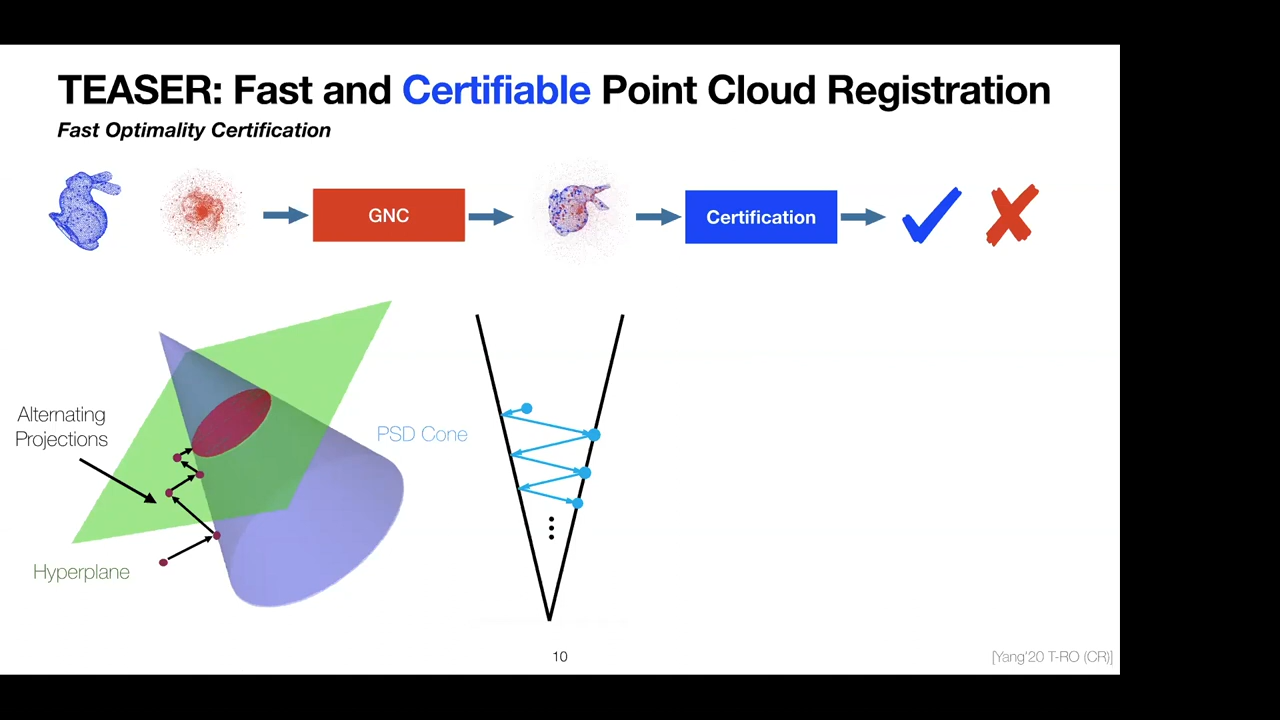 TEASER: Fast and Certifiable Point Cloud Registration
Fast Optimality Certification
GNC
Certification
Alternating
Projections
PSD Cone
Hyperplane
10
[Yang'20 T-RO (CR)]